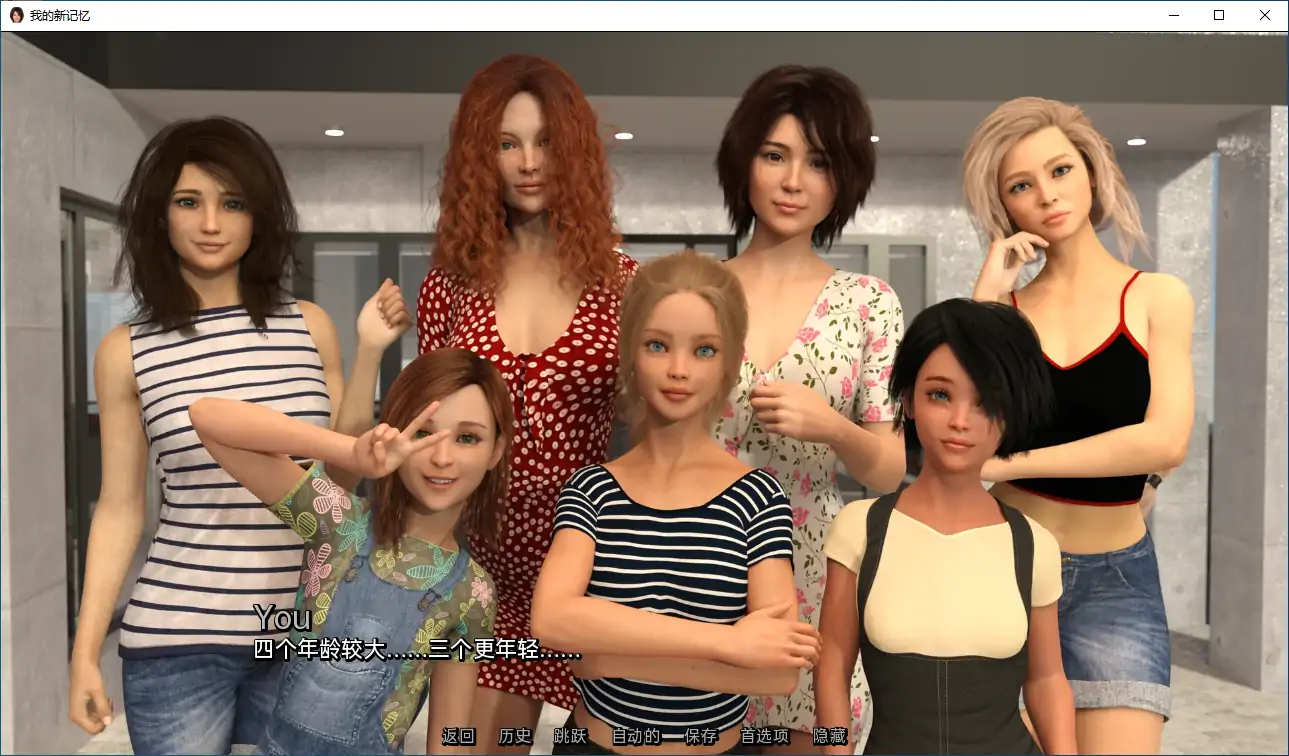 我的新记忆
You
四个年龄较大......三个更年轻......
返回 历史 跳跃 自动的 保存 首选项 隐藏